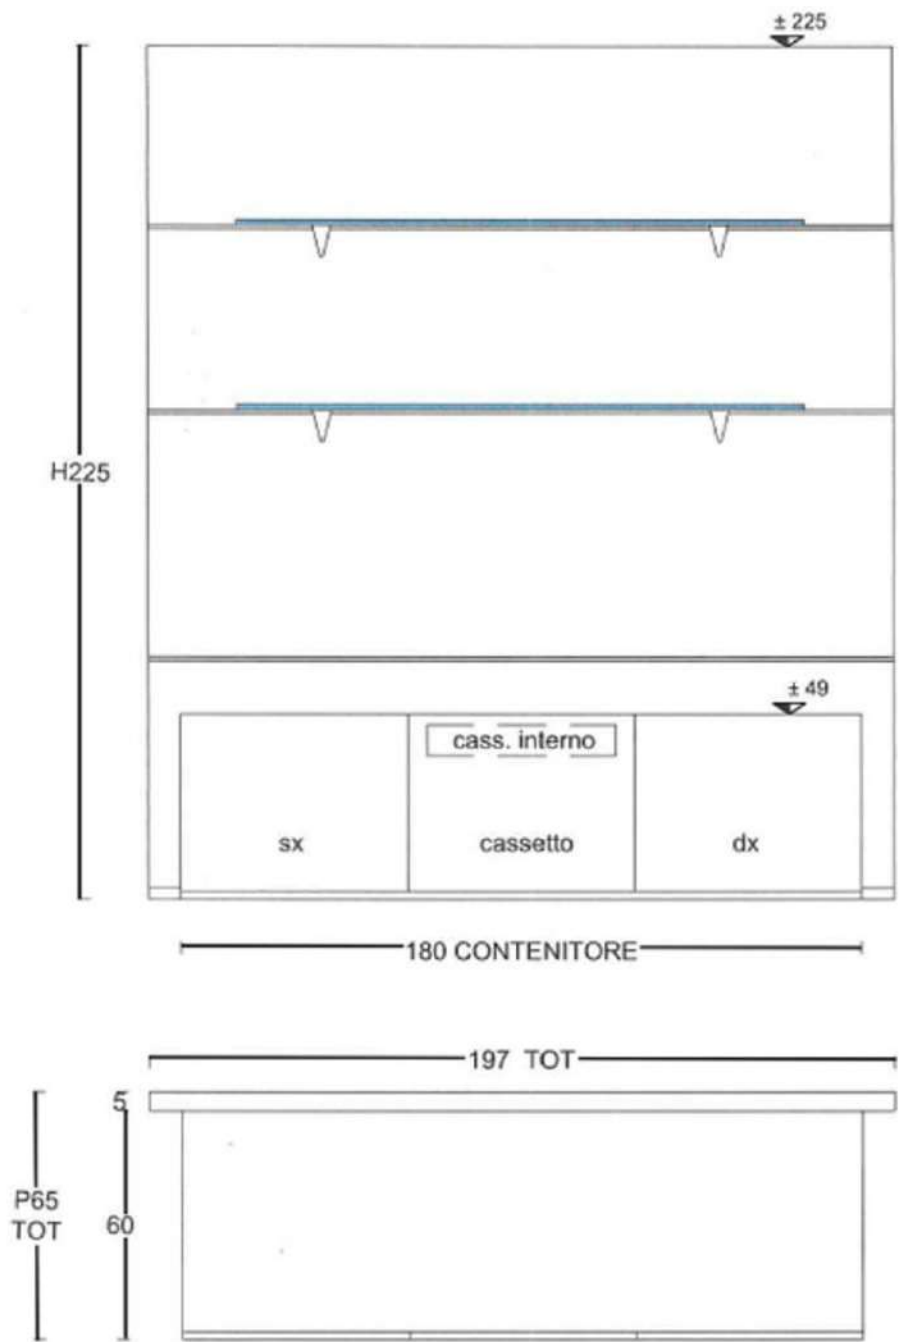 ± 225
H225
± 49
cass. interno
sx
cassetto
dx
180 CONTENITORE
197 TOT
5
P65
TOT
60